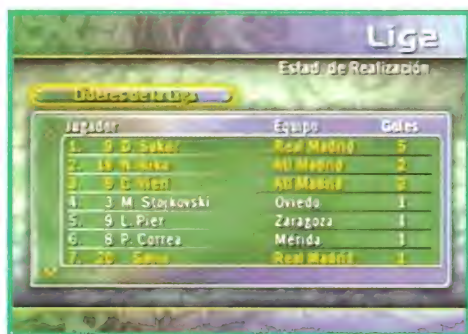 Liga
Estad. de Realización
Líderes de la Liga
Jugador Equipo Goles
1. 9 D. Suker Real Madrid 5
2. 19 Atl Madrid 2
3. 9 C. Vieri Atl Madrid 2
4. 3 M. Stojkovski Oviedo 1
5. 9 L. Pier Zaragoza 1
6. 8 P. Correa Mérida 1
7. 20 Real Madrid 1